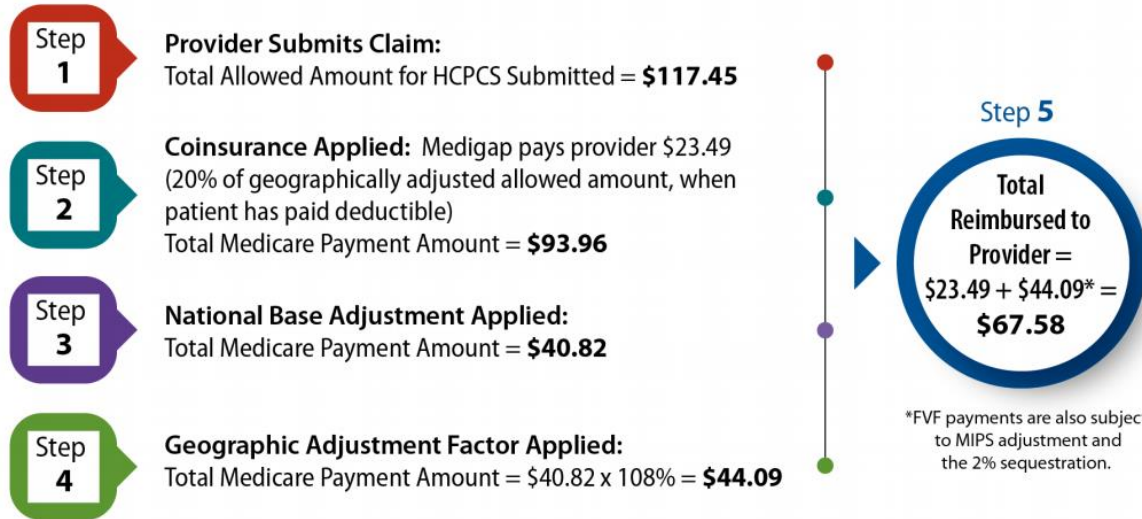 Step
1
Provider Submits Claim:
Total Allowed Amount for HCPCS Submitted = $117.45
Step
2
Coinsurance Applied: Medigap pays provider $23.49
(20% of geographically adjusted allowed amount, when
patient has paid deductible)
Total Medicare Payment Amount = $93.96
Step
3
National Base Adjustment Applied:
Total Medicare Payment Amount = $40.82
Step
4
Geographic Adjustment Factor Applied:
Total Medicare Payment Amount = $40.82 x 108% = $44.09
Step 5
Total
Reimbursed to
Provider =
$23.49 + $44.09* =
$67.58
*FVF payments are also subjec
to MIPS adjustment and
the 2% sequestration.